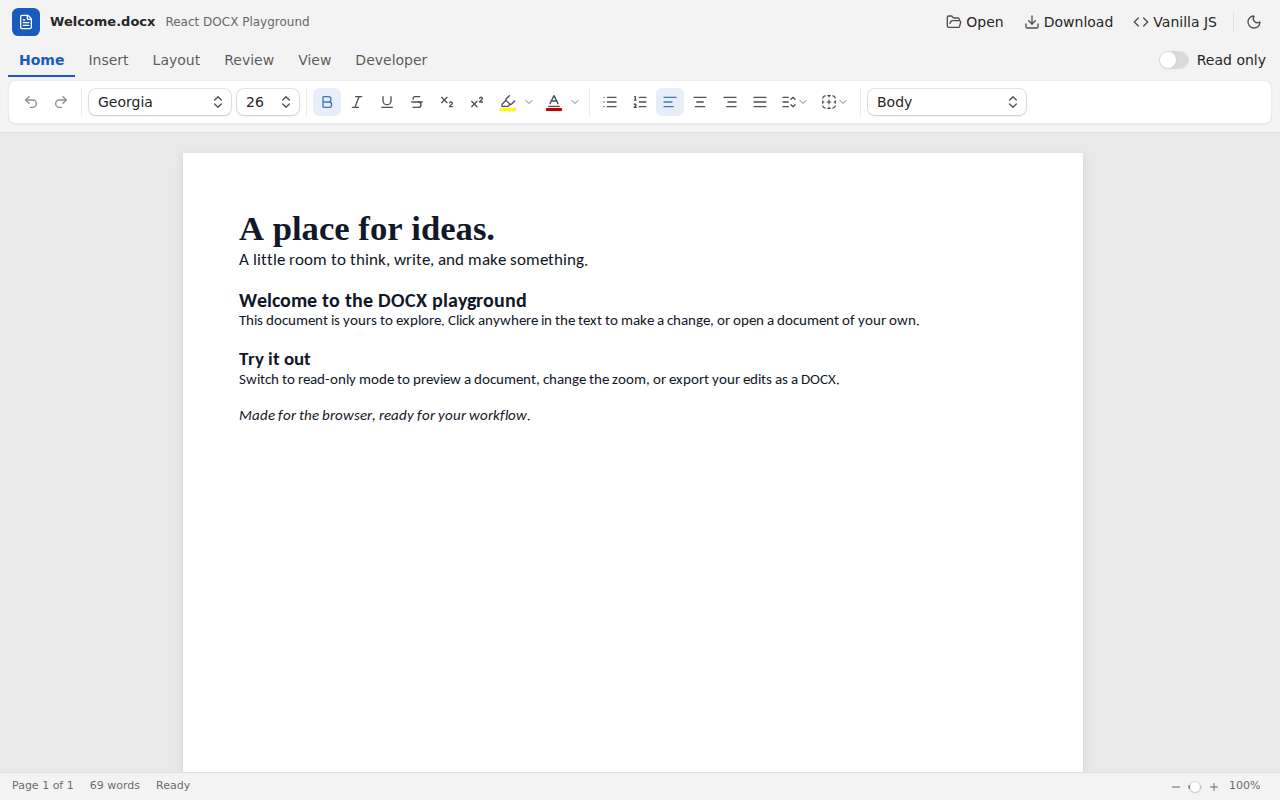 Welcome.docx React DOCX Playground Open Download Vanilla JS
Home Insert Layout Review View Developer Read only
Georgia 26 Body
A place for ideas.
A little room to think, write, and make something.
Welcome to the DOCX playground
This document is yours to explore. Click anywhere in the text to make a change, or open a document of your own.
Try it out
Switch to read-only mode to preview a document, change the zoom, or export your edits as a DOCX.
Made for the browser, ready for your workflow.
Page 1 of 1 69 words Ready 100%